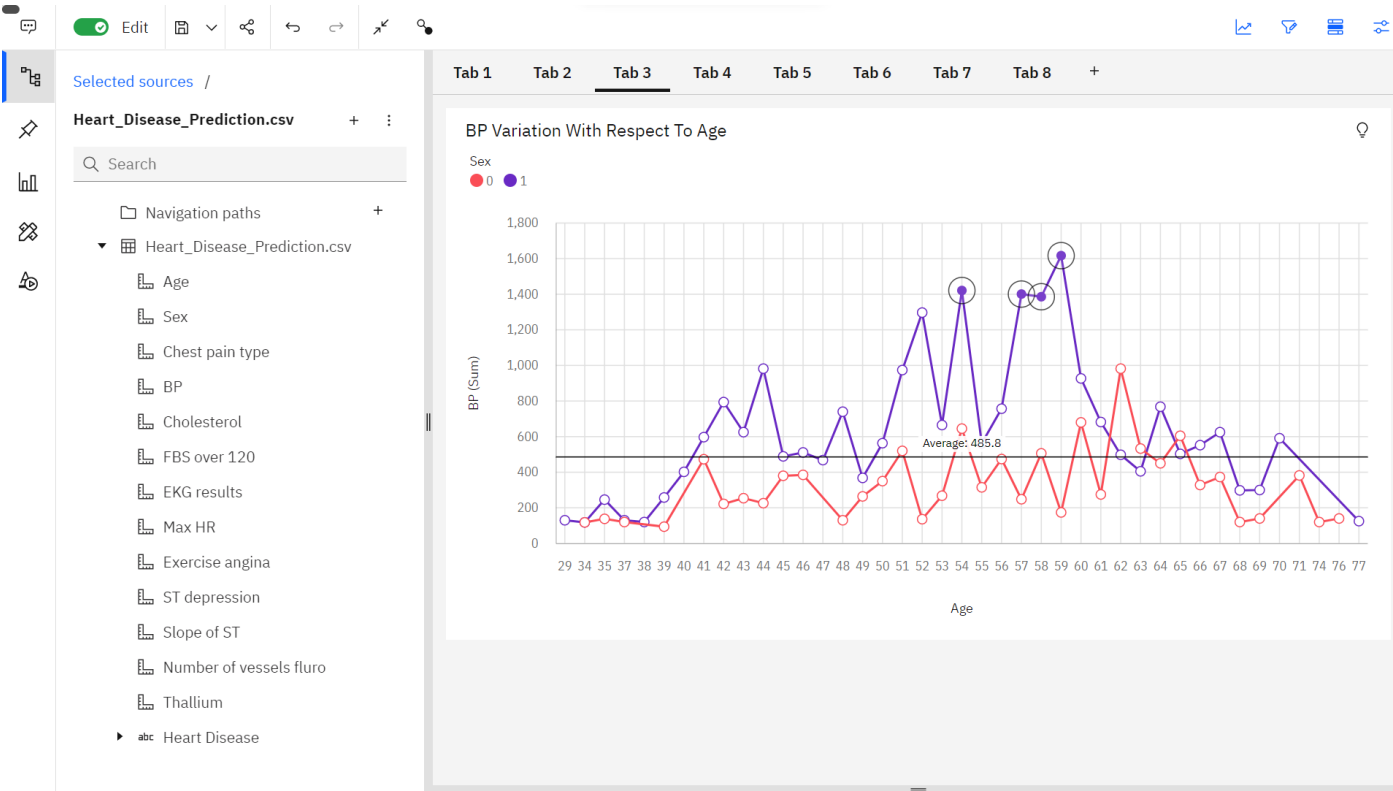 Edit
Selected sources /
Heart_Disease_Prediction.csv
Search
Navigation paths
Heart_Disease_Prediction.csv
Age
Sex
Chest pain type
BP
Cholesterol
FBS over 120
EKG results
Max HR
Exercise angina
ST depression
Slope of ST
Number of vessels fluro
Thallium
abc Heart Disease
Tab 1 Tab 2 Tab 3 Tab 4 Tab 5 Tab 6 Tab 7 Tab 8 +
BP Variation With Respect To Age
Sex
0 1
BP (Sum)
1,800
1,600
1,400
1,200
1,000
800
600
400
200
0
Average: 485.8
29 34 35 37 38 39 40 41 42 43 44 45 46 47 48 49 50 51 52 53 54 55 56 57 58 59 60 61 62 63 64 65 66 67 68 69 70 71 74 76 77
Age